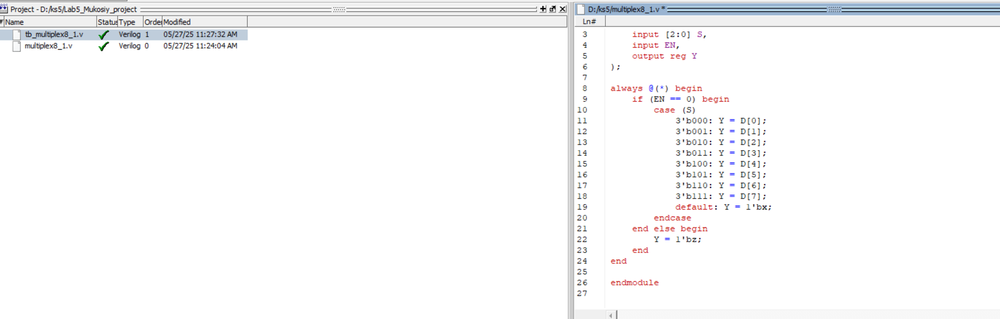 Project - D:/ks5/Lab5_Mukosiy_project
Name Status Type Order Modified
tb_multiplex8_1.v Verilog 1 05/27/25 11:27:32 AM
multiplex8_1.v Verilog 0 05/27/25 11:24:04 AM
D:/ks5/multiplex8_1.v *
Ln#
3 input [2:0] S,
4 input EN,
5 output reg Y
6 );
7
8 always @(*) begin
9 if (EN == 0) begin
10 case (S)
11 3'b000: Y = D[0];
12 3'b001: Y = D[1];
13 3'b010: Y = D[2];
14 3'b011: Y = D[3];
15 3'b100: Y = D[4];
16 3'b101: Y = D[5];
17 3'b110: Y = D[6];
18 3'b111: Y = D[7];
19 default: Y = 1'bx;
20 endcase
21 end else begin
22 Y = 1'bz;
23 end
24 end
25
26 endmodule
27